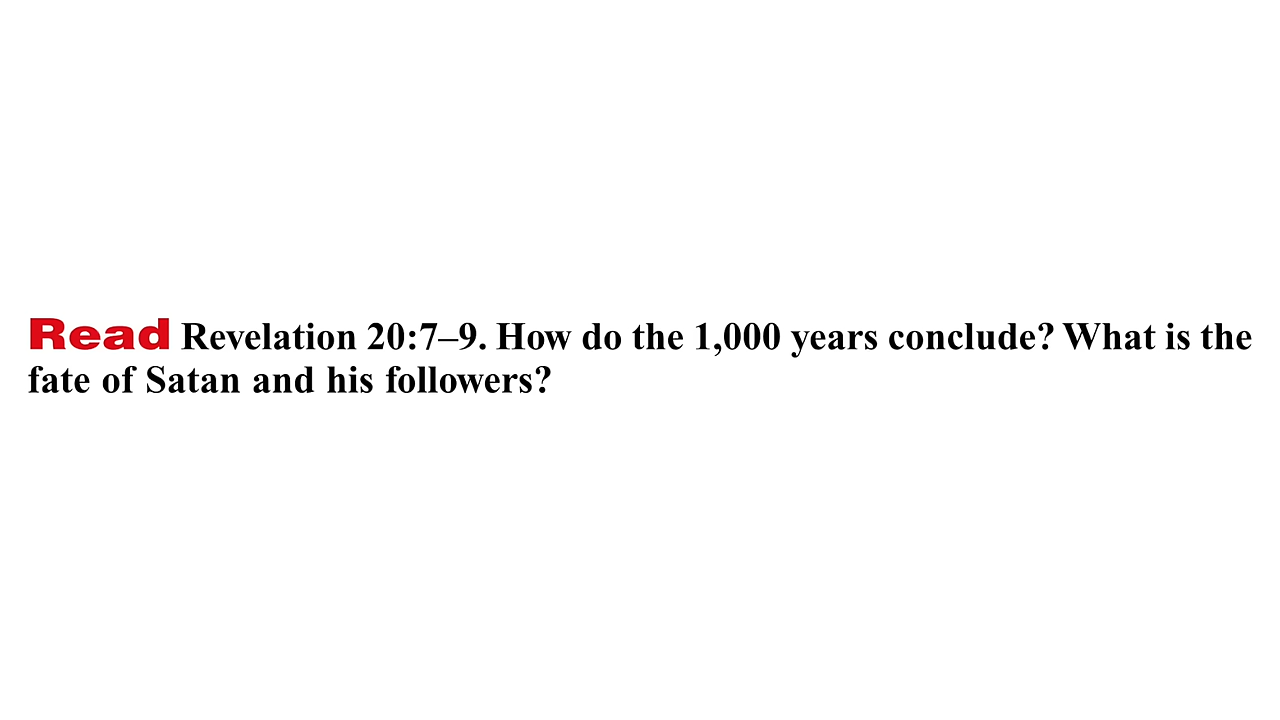 Read Revelation 20:7–9. How do the 1,000 years conclude? What is the
fate of Satan and his followers?